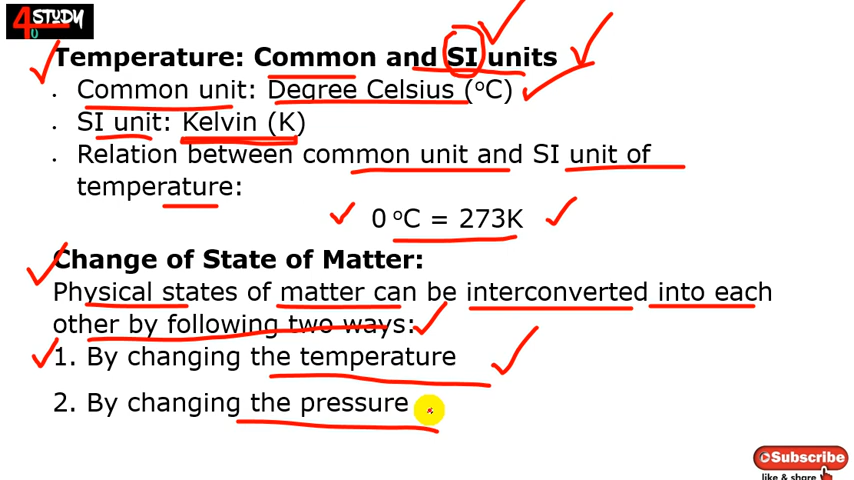 4STUDY
U
Temperature: Common and SI units
• Common unit: Degree Celsius (°C)
• SI unit: Kelvin (K)
• Relation between common unit and SI unit of
temperature:
0 °C = 273K
Change of State of Matter:
Physical states of matter can be interconverted into each
other by following two ways:
1. By changing the temperature
2. By changing the pressure
Subscribe
like & share